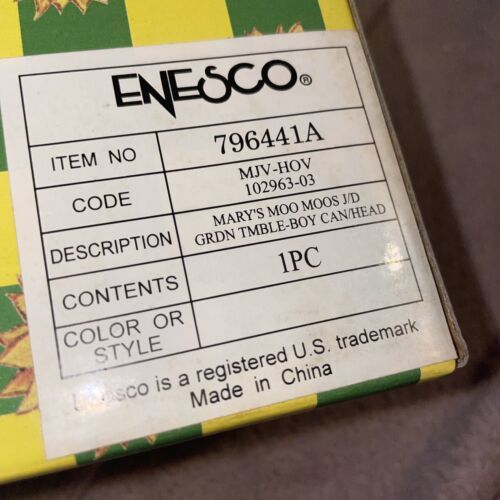 ENESCO®
ITEM NO 796441A
CODE MJV-HOV
102963-03
DESCRIPTION MARY'S MOO MOOS J/D
GRDN TMBLE-BOY CAN/HEAD
CONTENTS 1PC
COLOR OR
STYLE
Enesco is a registered U.S. trademark
Made in China